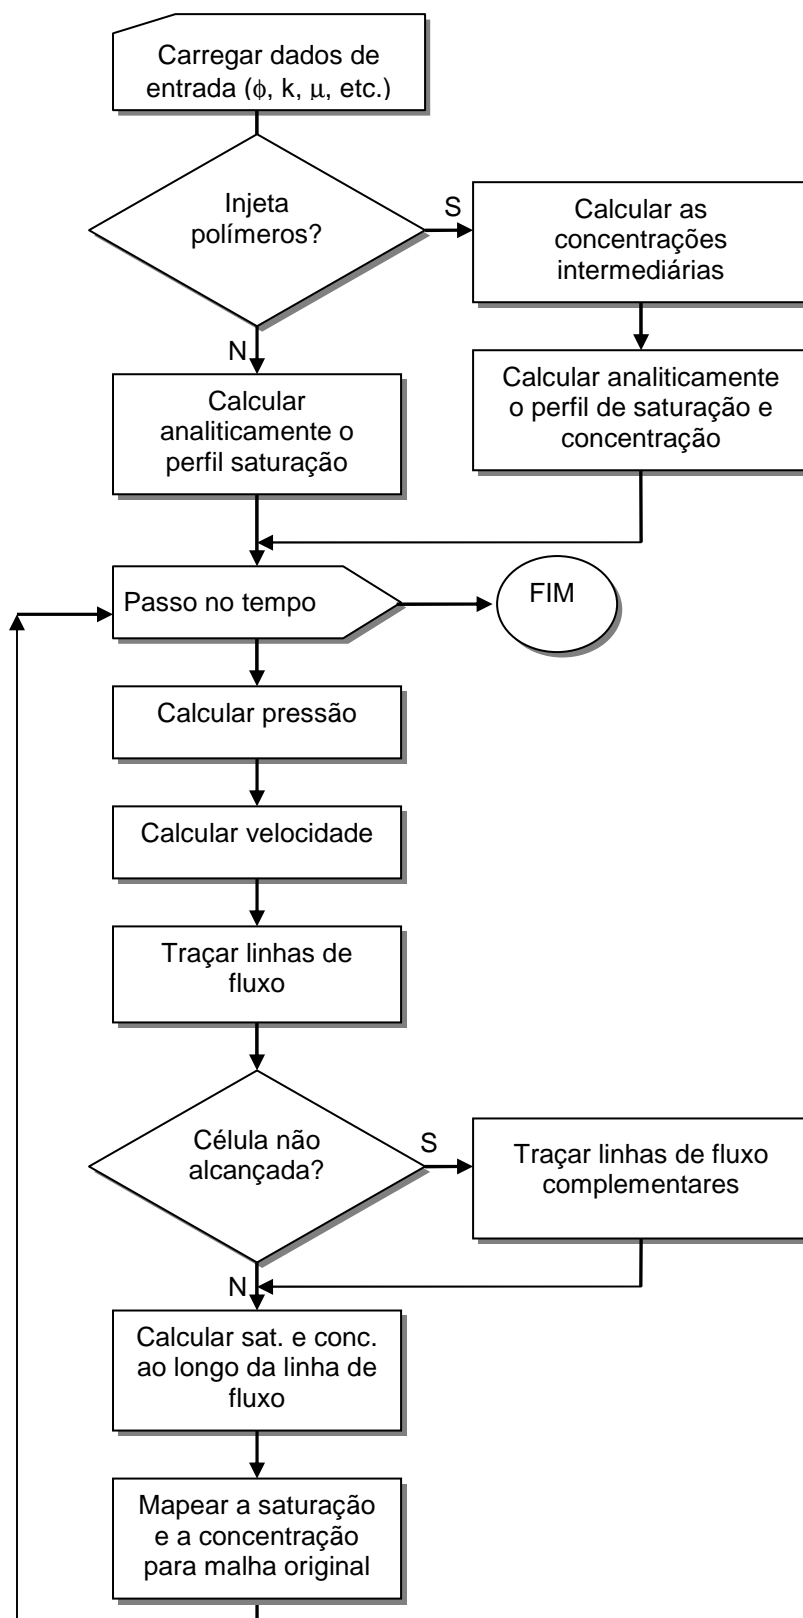 Carregar dados de
entrada (ϕ, k, μ, etc.)
Injeta
polímeros?
S
Calcular as
concentrações
intermediárias
N
Calcular
analiticamente o
perfil saturação
Calcular analiticamente
o perfil de saturação e
concentração
Passo no tempo
FIM
Calcular pressão
Calcular velocidade
Traçar linhas de
fluxo
Célula não
alcançada?
S
Traçar linhas de fluxo
complementares
N
Calcular sat. e conc.
ao longo da linha de
fluxo
Mapear a saturação
e a concentração
para malha original